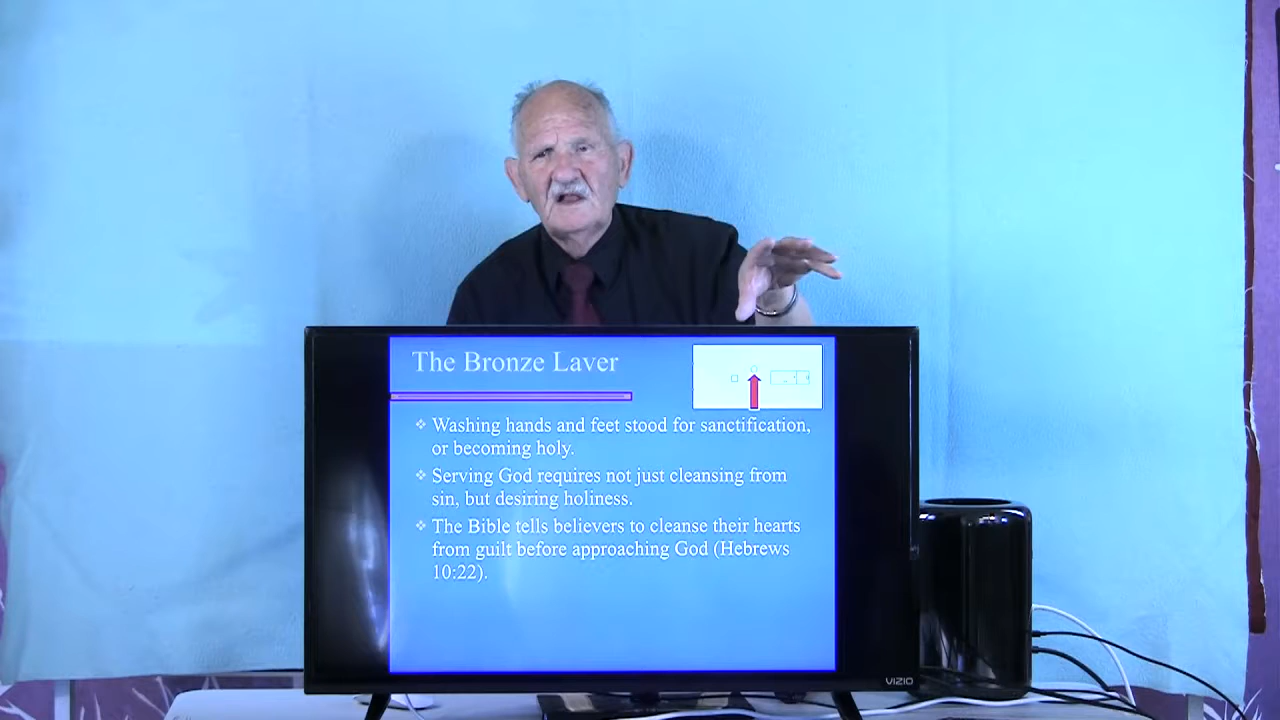 The Bronze Laver
❖ Washing hands and feet stood for sanctification,
or becoming holy.
❖ Serving God requires not just cleansing from
sin, but desiring holiness.
❖ The Bible tells believers to cleanse their hearts
from guilt before approaching God (Hebrews
10:22).
VIZIO